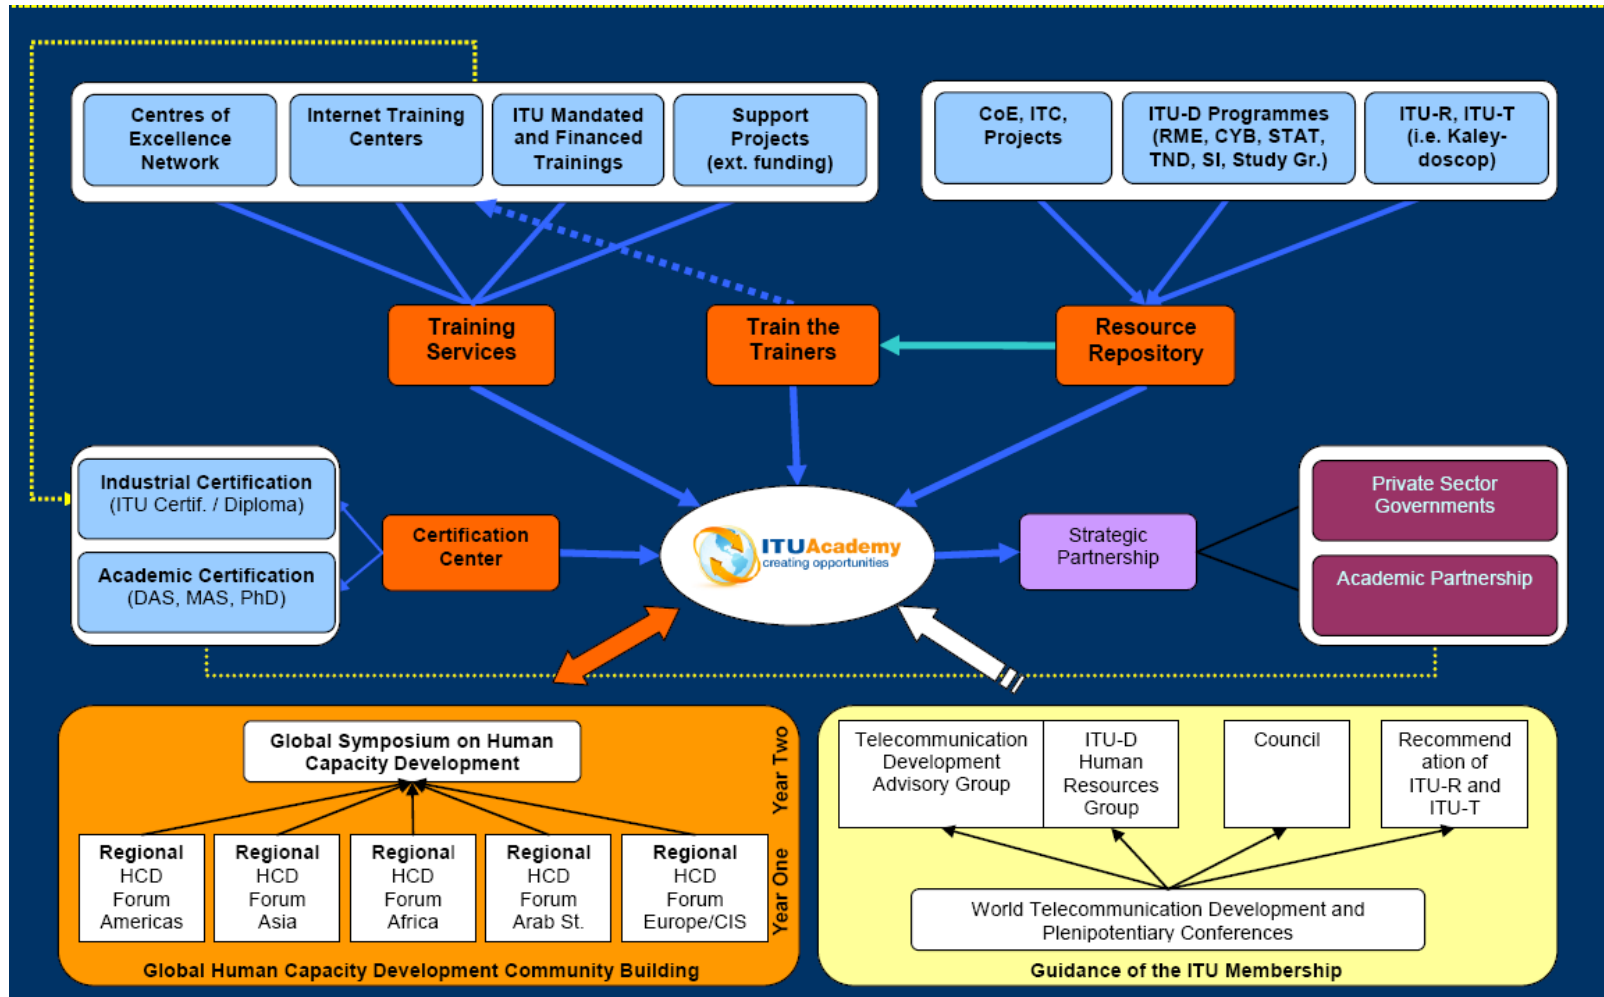 Centres of
Excellence
Network
Internet Training
Centers
ITU Mandated
and Financed
Trainings
Support
Projects
(ext. funding)
CoE, ITC,
Projects
ITU-D Programmes
(RME, CYB, STAT,
TND, SI, Study Gr.)
ITU-R, ITU-T
(i.e. Kaley-
doscop)
Training
Services
Train the
Trainers
Resource
Repository
Industrial Certification
(ITU Certif. / Diploma)
Academic Certification
(DAS, MAS, PhD)
Certification
Center
ITUAcademy
creating opportunities
Strategic
Partnership
Private Sector
Governments
Academic Partnership
Global Symposium on Human
Capacity Development
Year Two
Regional
HCD
Forum
Americas
Regional
HCD
Forum
Asia
Regional
HCD
Forum
Africa
Regional
HCD
Forum
Arab St.
Regional
HCD
Forum
Europe/CIS
Year One
Global Human Capacity Development Community Building
Telecommunication
Development
Advisory Group
ITU-D
Human
Resources
Group
Council
Recommend
ation of
ITU-R and
ITU-T
World Telecommunication Development and
Plenipotentiary Conferences
Guidance of the ITU Membership